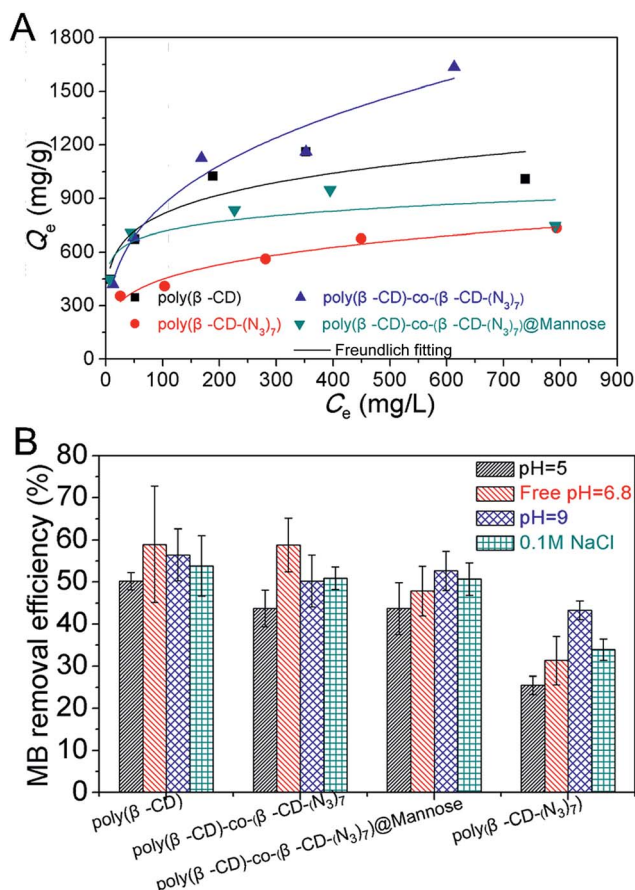 A
1800
1500
1200
900
600
300
0
Qe (mg/g)
poly(β -CD)
poly(β -CD)-co-(β -CD-(N3)7)
poly(β -CD-(N3)7)
poly(β -CD)-co-(β -CD-(N3)7)@Mannose
Freundlich fitting
0 100 200 300 400 500 600 700 800 900
Ce (mg/L)
B
80
70
60
50
40
30
20
10
0
MB removal efficiency (%)
pH=5
Free pH=6.8
pH=9
0.1M NaCl
poly(β -CD)
poly(β -CD)-co-(β -CD-(N3)7
poly(β -CD)-co-(β -CD-(N3)7)@Mannose
poly(β -CD-(N3)7)